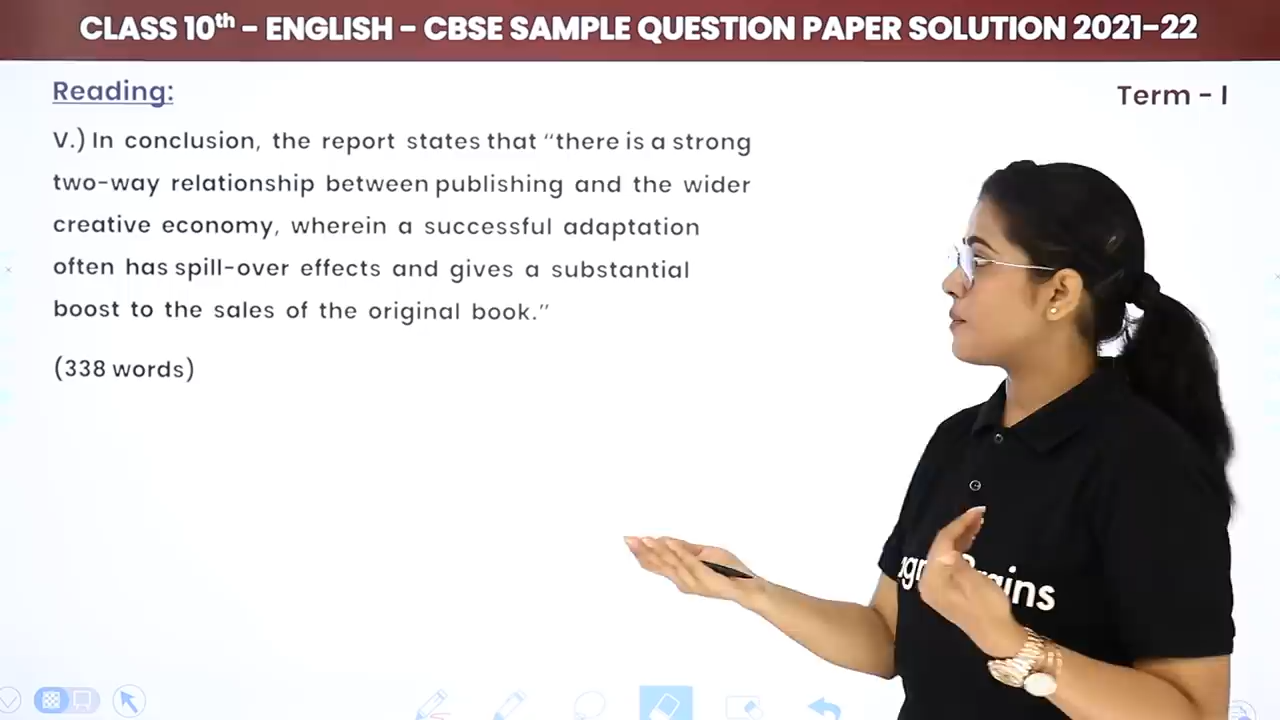 CLASS 10th - ENGLISH - CBSE SAMPLE QUESTION PAPER SOLUTION 2021-22
Reading:
Term - I
V.) In conclusion, the report states that “there is a strong
two-way relationship between publishing and the wider
creative economy, wherein a successful adaptation
often has spill-over effects and gives a substantial
boost to the sales of the original book.”
(338 words)